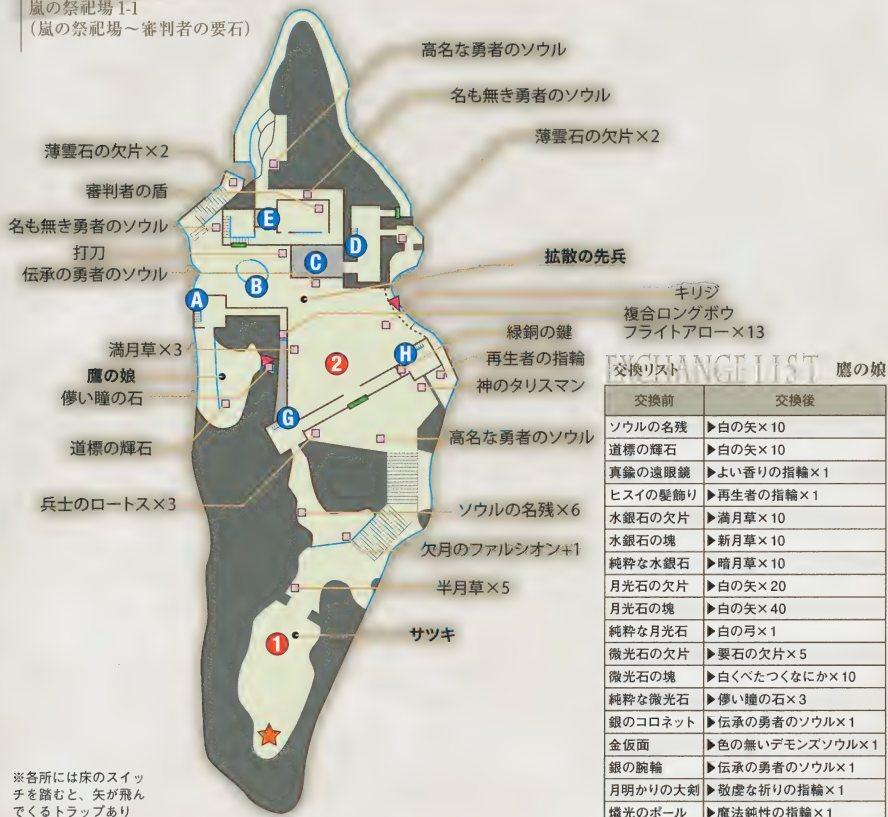 嵐の祭祀場 1-1
(嵐の祭祀場〜審判者の要石)
高名な勇者のソウル
名も無き勇者のソウル
薄雲石の欠片×2
薄雲石の欠片×2
審判者の盾
名も無き勇者のソウル
打刀
伝承の勇者のソウル
拡散の先兵
キリジ
複合ロングボウ
フライトアロー×13
緑銅の鍵
再生者の指輪
神のタリスマン
満月草×3
鷹の娘
儚い瞳の石
道標の輝石
高名な勇者のソウル
兵士のロートス×3
ソウルの名残×6
欠月のファルシオン+1
半月草×5
サツキ
A
B
C
D
E
G
H
1
2
※各所には床のスイッ
チを踏むと、矢が飛ん
でくるトラップあり
EXCHANGE LIST
交換リスト 鷹の娘
交換前 交換後
ソウルの名残 ▶白の矢×10
道標の輝石 ▶白の矢×10
真鍮の遠眼鏡 ▶よい香りの指輪×1
ヒスイの髪飾り ▶再生者の指輪×1
水銀石の欠片 ▶満月草×10
水銀石の塊 ▶新月草×10
純粋な水銀石 ▶暗月草×10
月光石の欠片 ▶白の矢×20
月光石の塊 ▶白の矢×40
純粋な月光石 ▶白の弓×1
微光石の欠片 ▶要石の欠片×5
微光石の塊 ▶白くべたつくなにか×10
純粋な微光石 ▶儚い瞳の石×3
銀のコロネット ▶伝承の勇者のソウル×1
金仮面 ▶色の無いデモンズソウル×1
銀の腕輪 ▶伝承の勇者のソウル×1
月明かりの大剣 ▶敬虔な祈りの指輪×1
燐光のポール ▶魔法鈍性の指輪×1